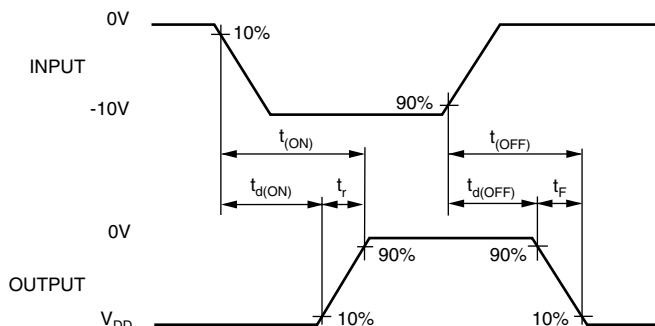 0V
10%
INPUT
-10V
90%
t(ON)
t(OFF)
td(ON)
tr
td(OFF)
tF
0V
90%
90%
OUTPUT
VDD
10%
10%